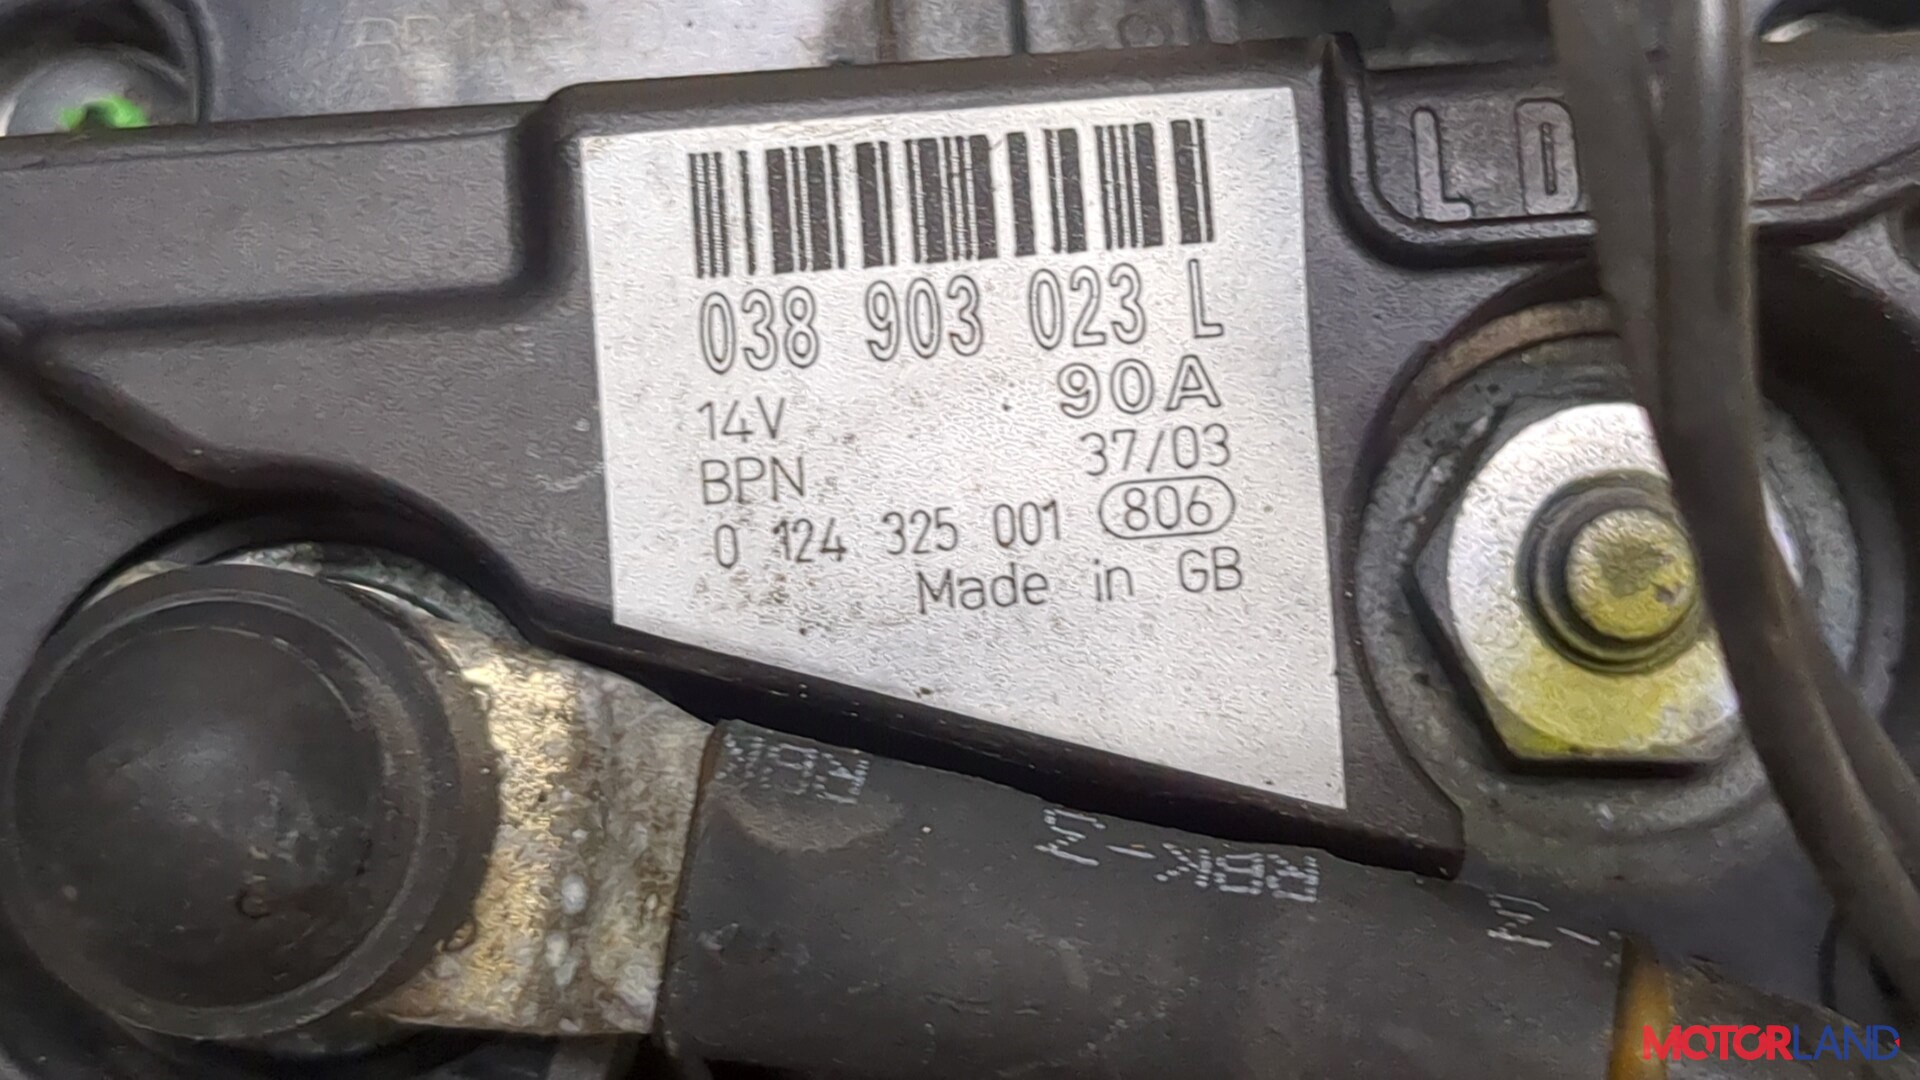 L D
038 903 023 L
14V 90A
BPN 37/03
0 124 325 001 806
Made in GB
MOTORLAND